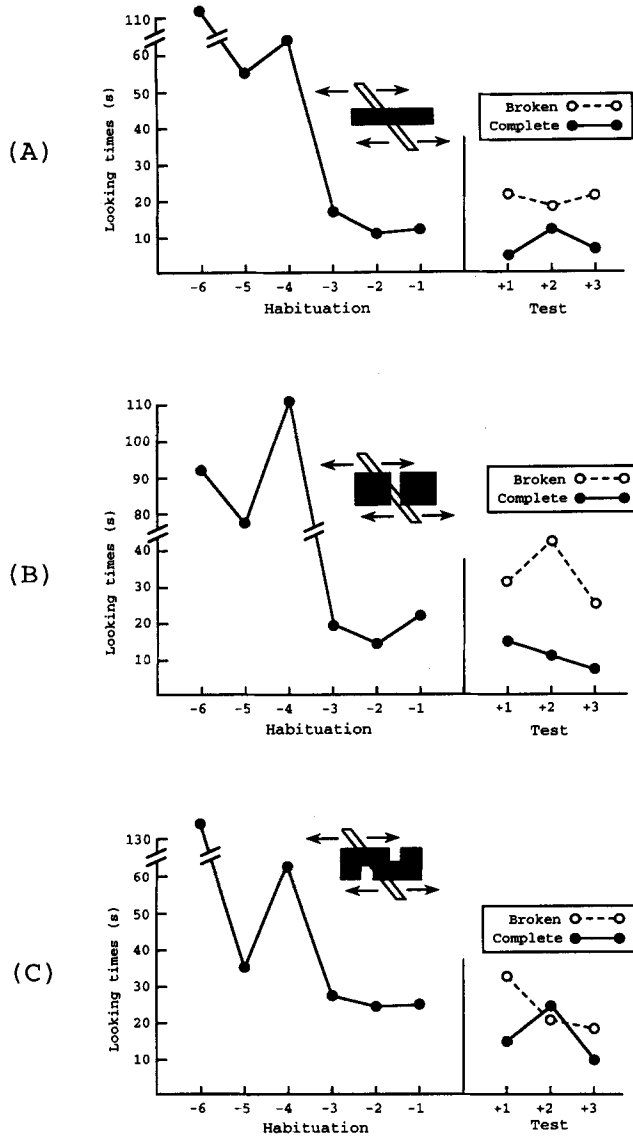 110
60
50
40
30
20
10
Looking times (s)
(A)
-6 -5 -4 -3 -2 -1
Habituation
Broken
Complete
+1 +2 +3
Test
110
100
90
80
40
30
20
10
Looking times (s)
(B)
-6 -5 -4 -3 -2 -1
Habituation
Broken
Complete
+1 +2 +3
Test
130
60
50
40
30
20
10
Looking times (s)
(C)
-6 -5 -4 -3 -2 -1
Habituation
Broken
Complete
+1 +2 +3
Test